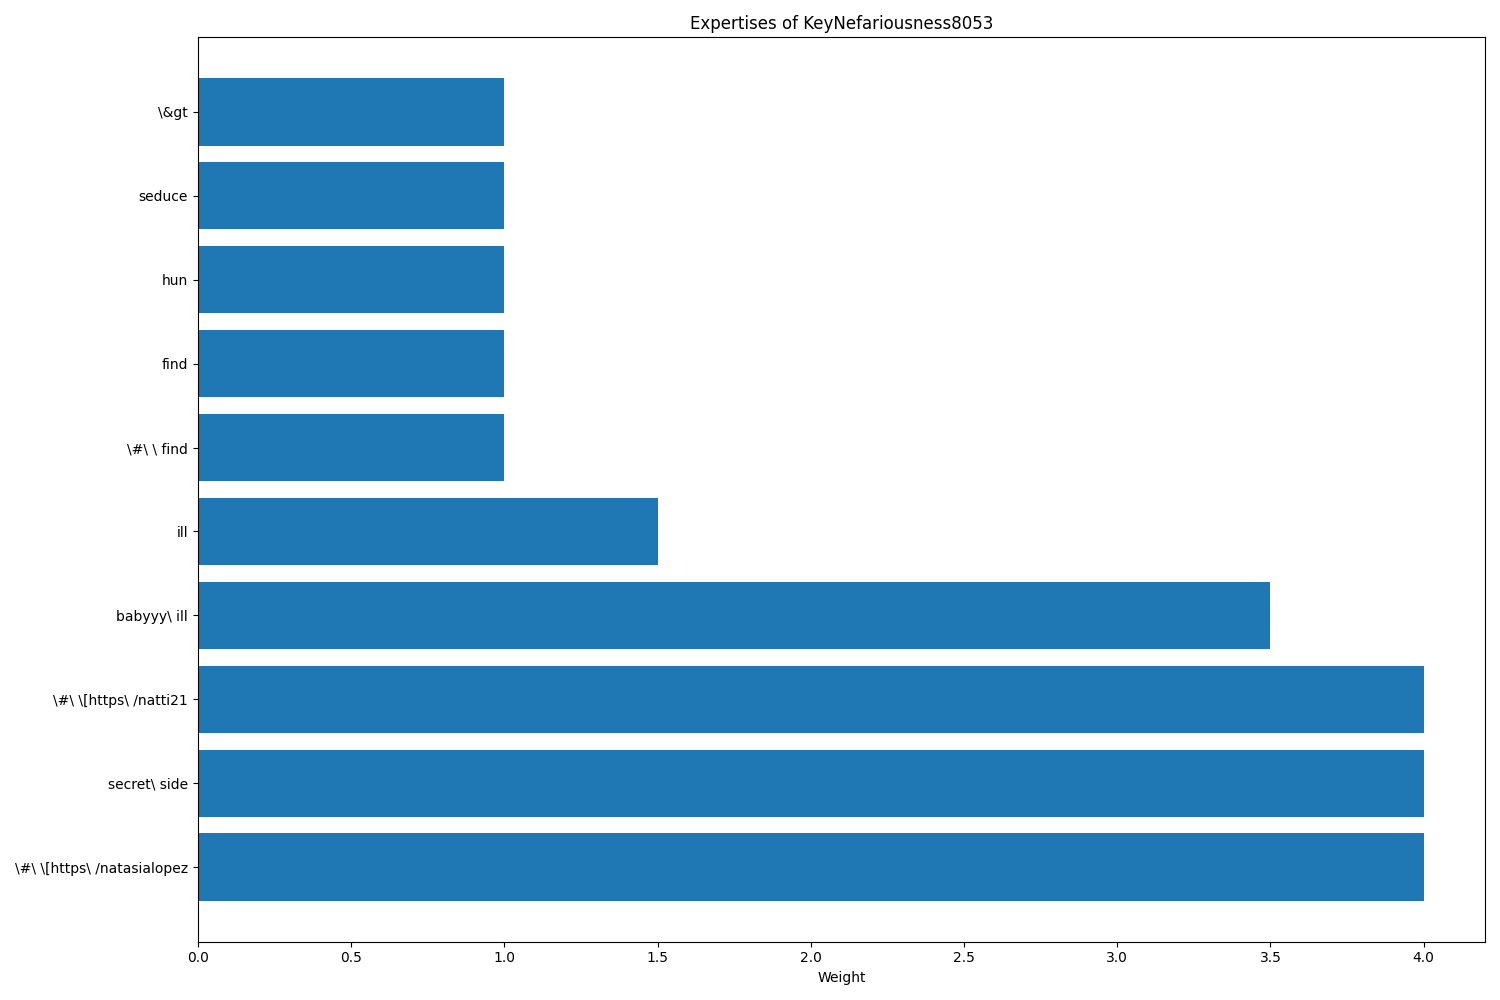 Expertises of KeyNefariousness8053
\&gt
seduce
hun
find
\#\ \ find
ill
babyyy\ ill
\#\ \[https\ /natti21
secret\ side
\#\ \[https\ /natasialopez
0.0 0.5 1.0 1.5 2.0 2.5 3.0 3.5 4.0
Weight